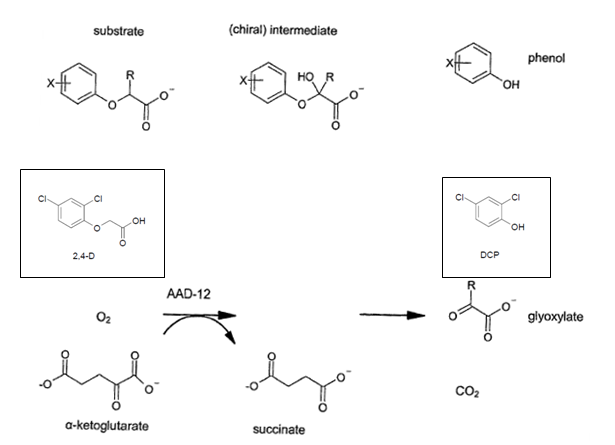 substrate
(chiral) intermediate
phenol
X
R
O
O⁻
O
X
HO
R
O
O⁻
O
X
OH
Cl
Cl
O
OH
O
2,4-D
Cl
Cl
OH
DCP
O₂
AAD-12
R
O
O⁻
O
glyoxylate
-O
O
O
O⁻
O
α-ketoglutarate
-O
O
O⁻
O
succinate
CO₂